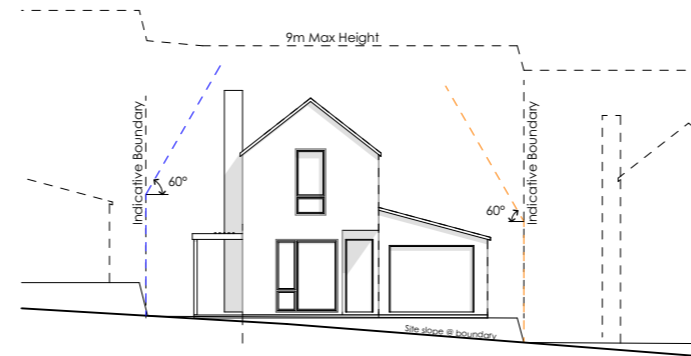 9m Max Height
Indicative Boundary
60°
Indicative Boundary
60°
Site slope @ boundary